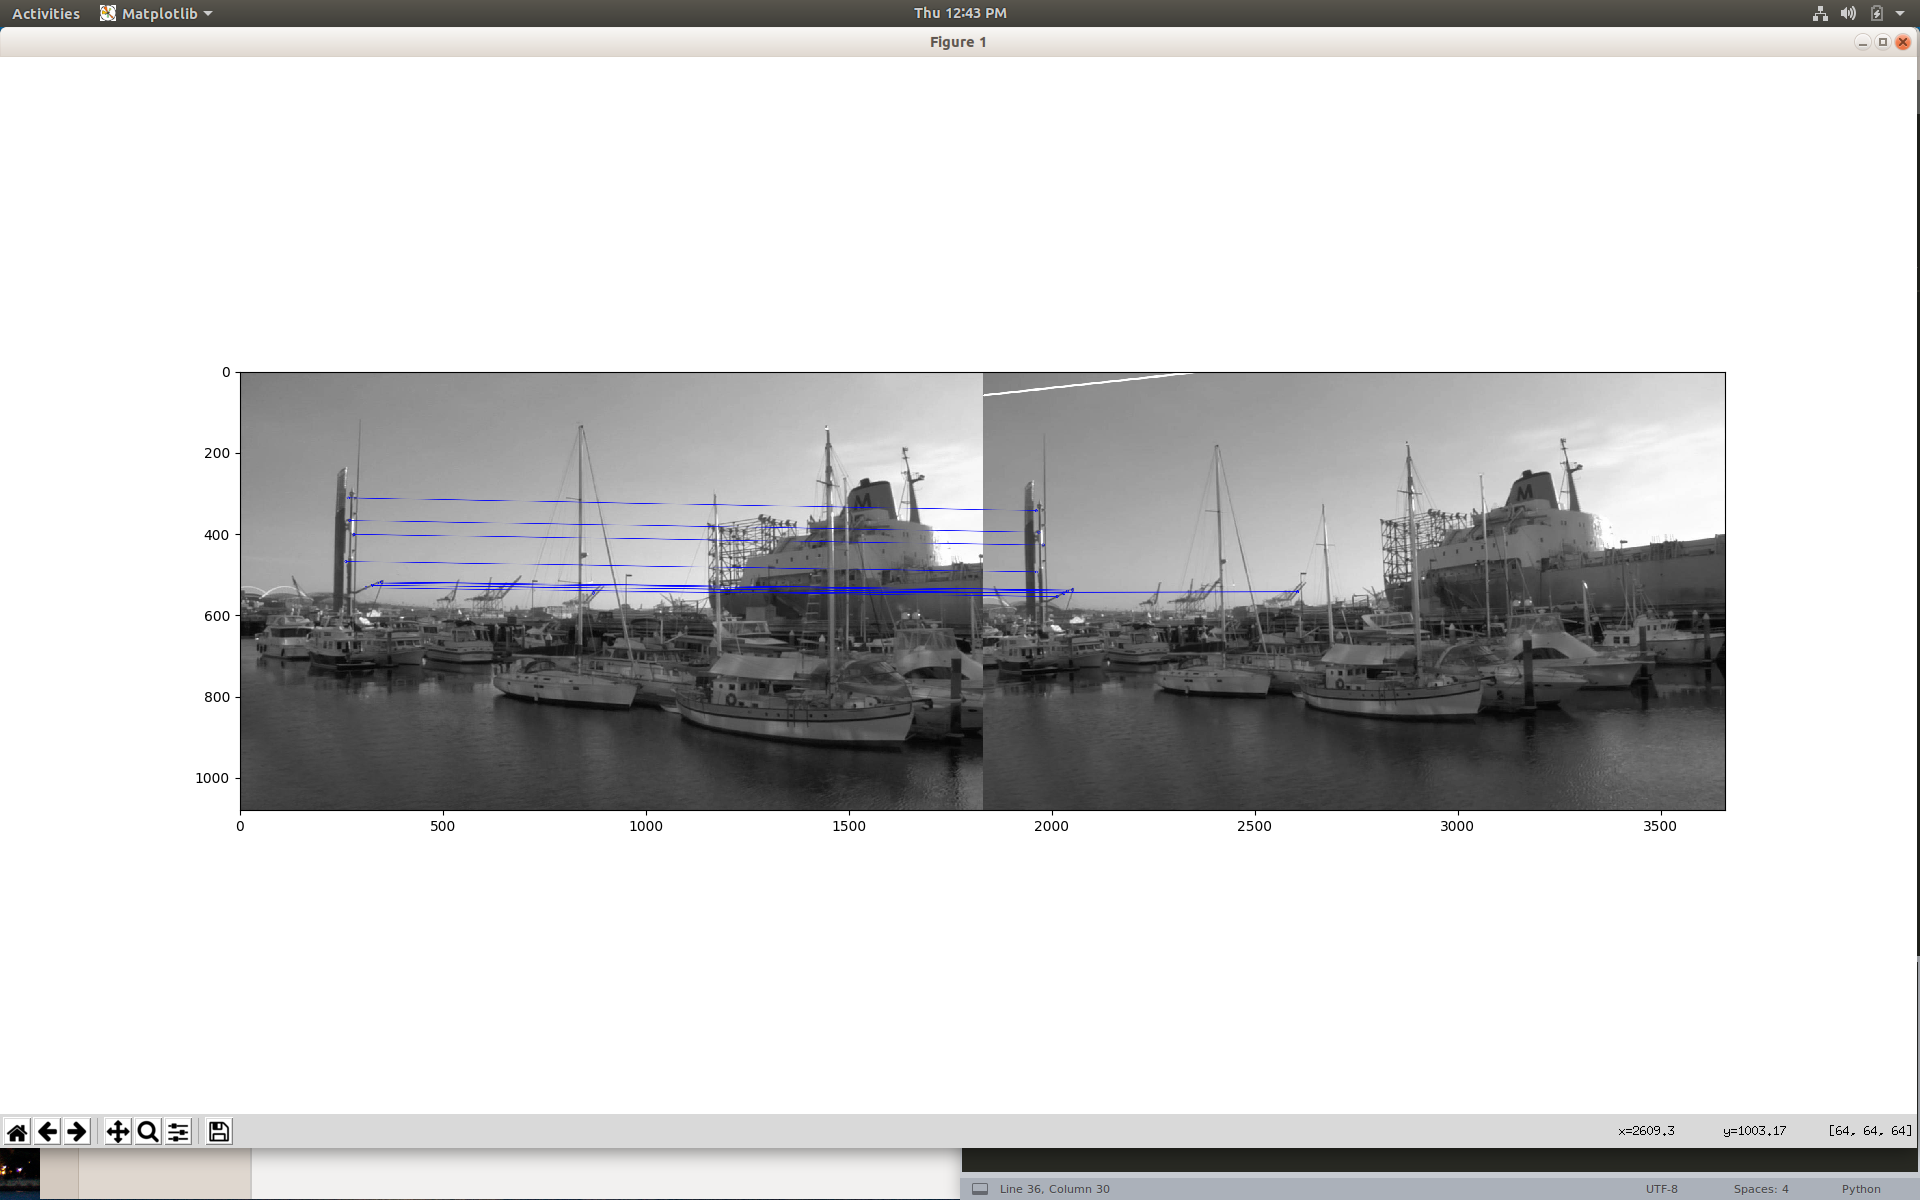 Activities Matplotlib Thu 12:43 PM
Figure 1
0
200
400
600
800
1000
M
M
0 500 1000 1500 2000 2500 3000 3500
x=2609.3 y=1003.17 [64, 64, 64]
Line 36, Column 30 UTF-8 Spaces: 4 Python